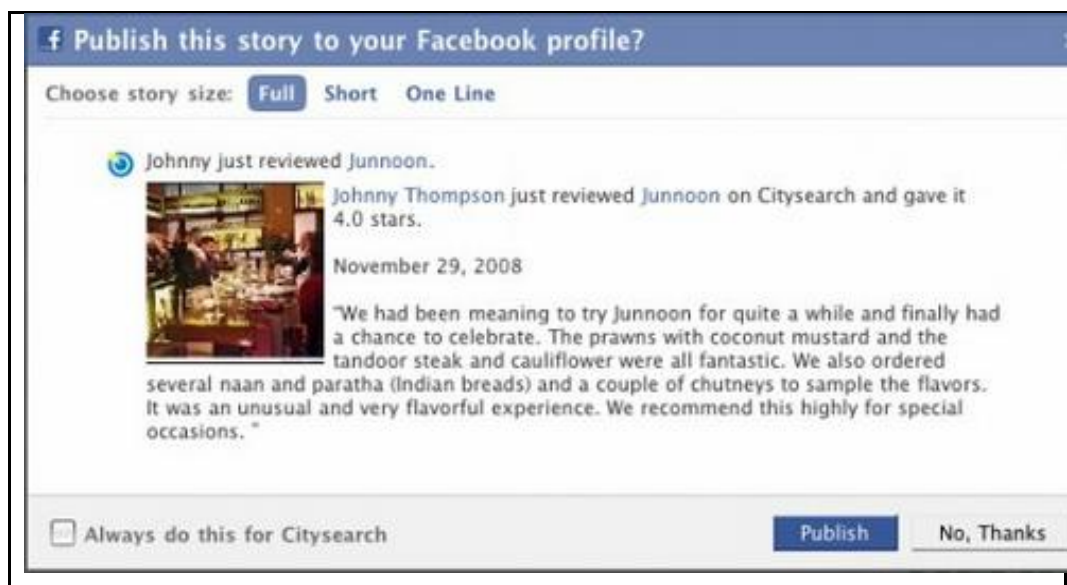 f Publish this story to your Facebook profile?
Choose story size: Full Short One Line
Johnny just reviewed Junnoon.
Johnny Thompson just reviewed Junnoon on Citysearch and gave it
4.0 stars.
November 29, 2008
"We had been meaning to try Junnoon for quite a while and finally had
a chance to celebrate. The prawns with coconut mustard and the
tandoor steak and cauliflower were all fantastic. We also ordered
several naan and paratha (Indian breads) and a couple of chutneys to sample the flavors.
It was an unusual and very flavorful experience. We recommend this highly for special
occasions. "
Always do this for Citysearch
Publish No, Thanks